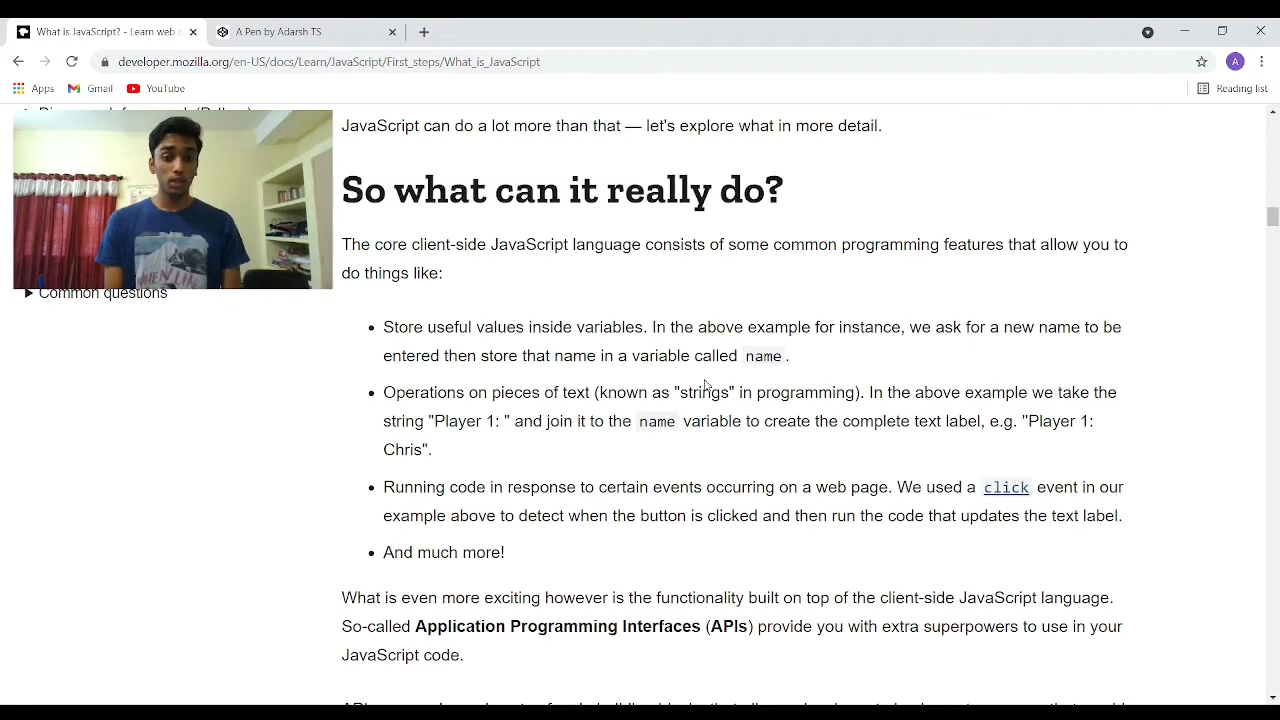 What is JavaScript? - Learn web
A Pen by Adarsh TS
developer.mozilla.org/en-US/docs/Learn/JavaScript/First_steps/What_is_JavaScript
A
Apps
Gmail
YouTube
Reading list
JavaScript can do a lot more than that — let's explore what in more detail.
So what can it really do?
The core client-side JavaScript language consists of some common programming features that allow you to
do things like:
Common questions
• Store useful values inside variables. In the above example for instance, we ask for a new name to be
entered then store that name in a variable called name.
• Operations on pieces of text (known as "strings" in programming). In the above example we take the
string "Player 1: " and join it to the name variable to create the complete text label, e.g. "Player 1:
Chris".
• Running code in response to certain events occurring on a web page. We used a click event in our
example above to detect when the button is clicked and then run the code that updates the text label.
• And much more!
What is even more exciting however is the functionality built on top of the client-side JavaScript language.
So-called Application Programming Interfaces (APIs) provide you with extra superpowers to use in your
JavaScript code.